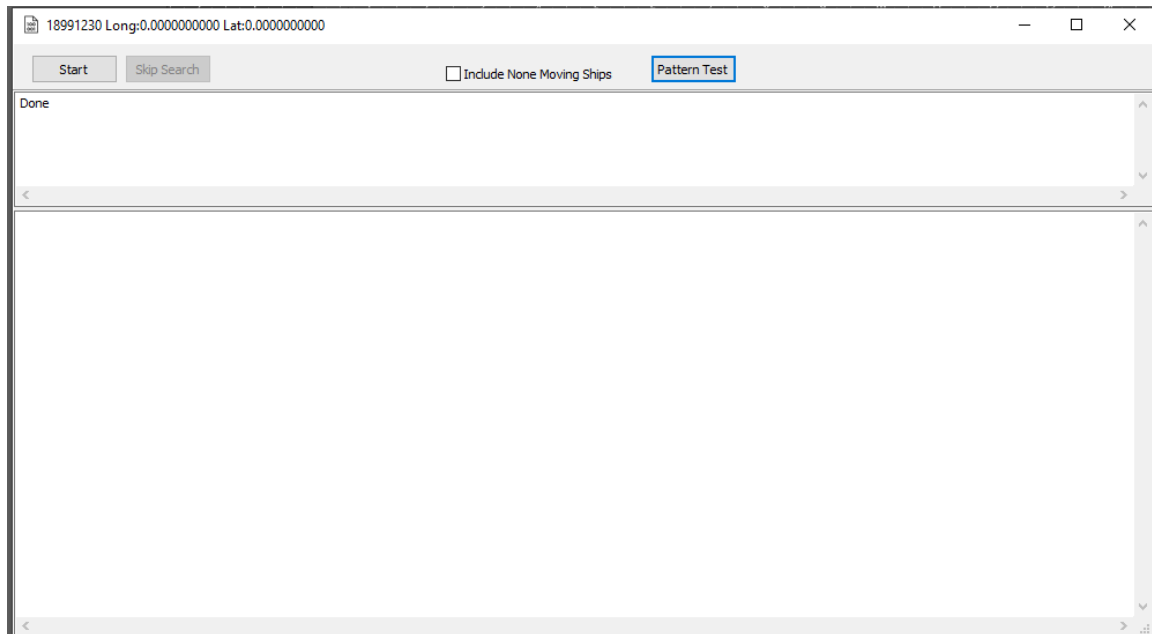 18991230 Long:0.0000000000 Lat:0.0000000000
Start Skip Search Include None Moving Ships Pattern Test
Done